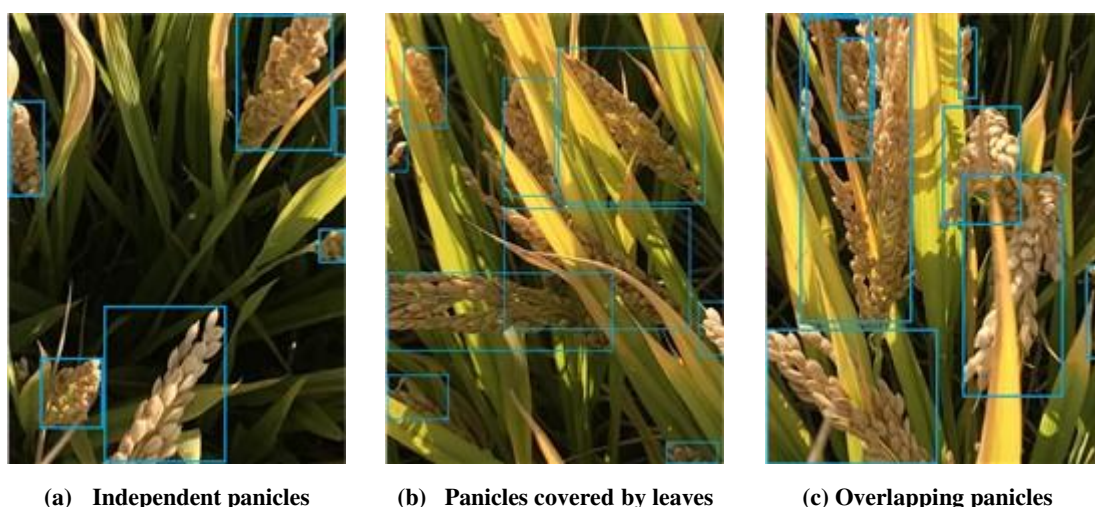 (a) Independent panicles
(b) Panicles covered by leaves
(c) Overlapping panicles